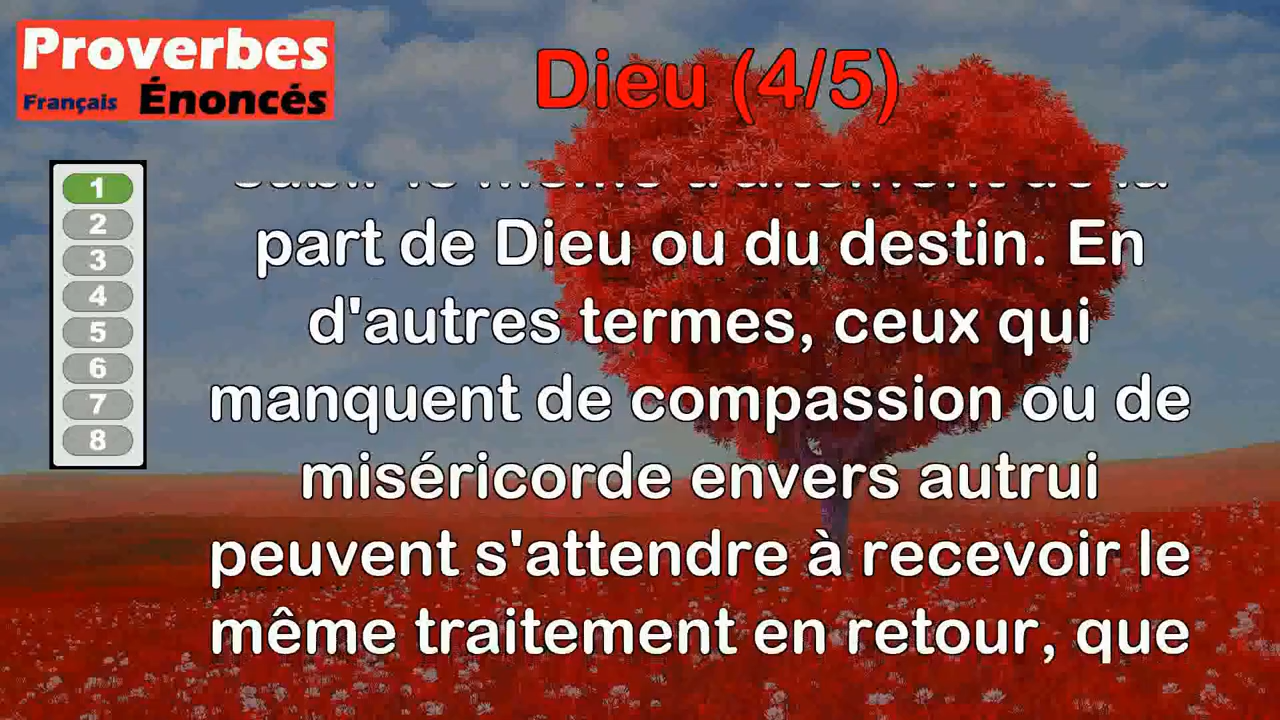 Proverbes
Français Énoncés
Dieu (4/5)
1
2
3
4
5
6
7
8
part de Dieu ou du destin. En
d'autres termes, ceux qui
manquent de compassion ou de
miséricorde envers autrui
peuvent s'attendre à recevoir le
même traitement en retour, que